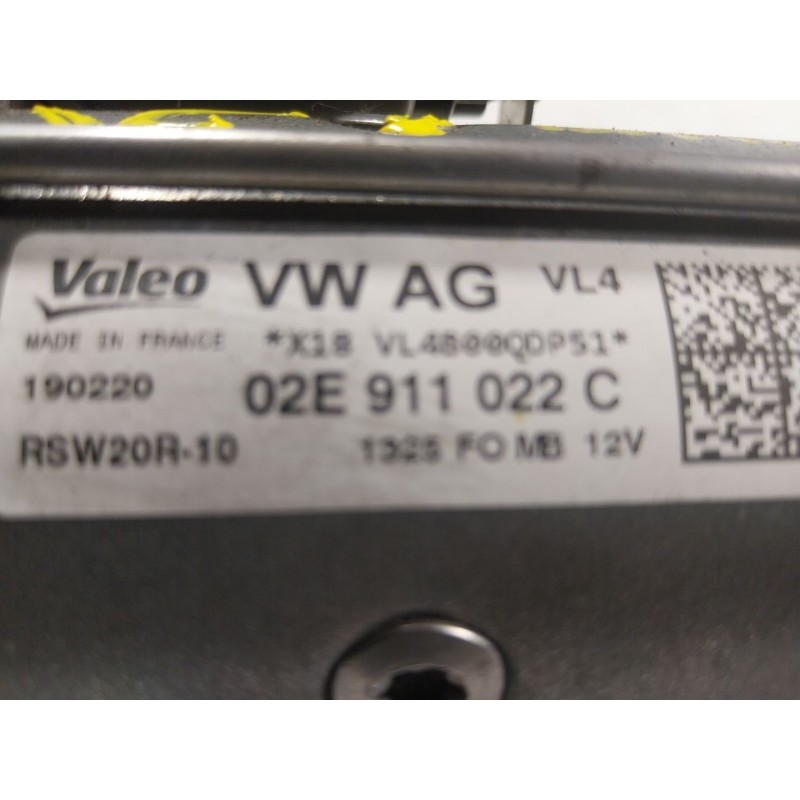 Valeo VW AG VL4
MADE IN FRANCE *X18 VL4800QDP51*
190220 02E 911 022 C
RSW20R-10 1325 FO MB 12V